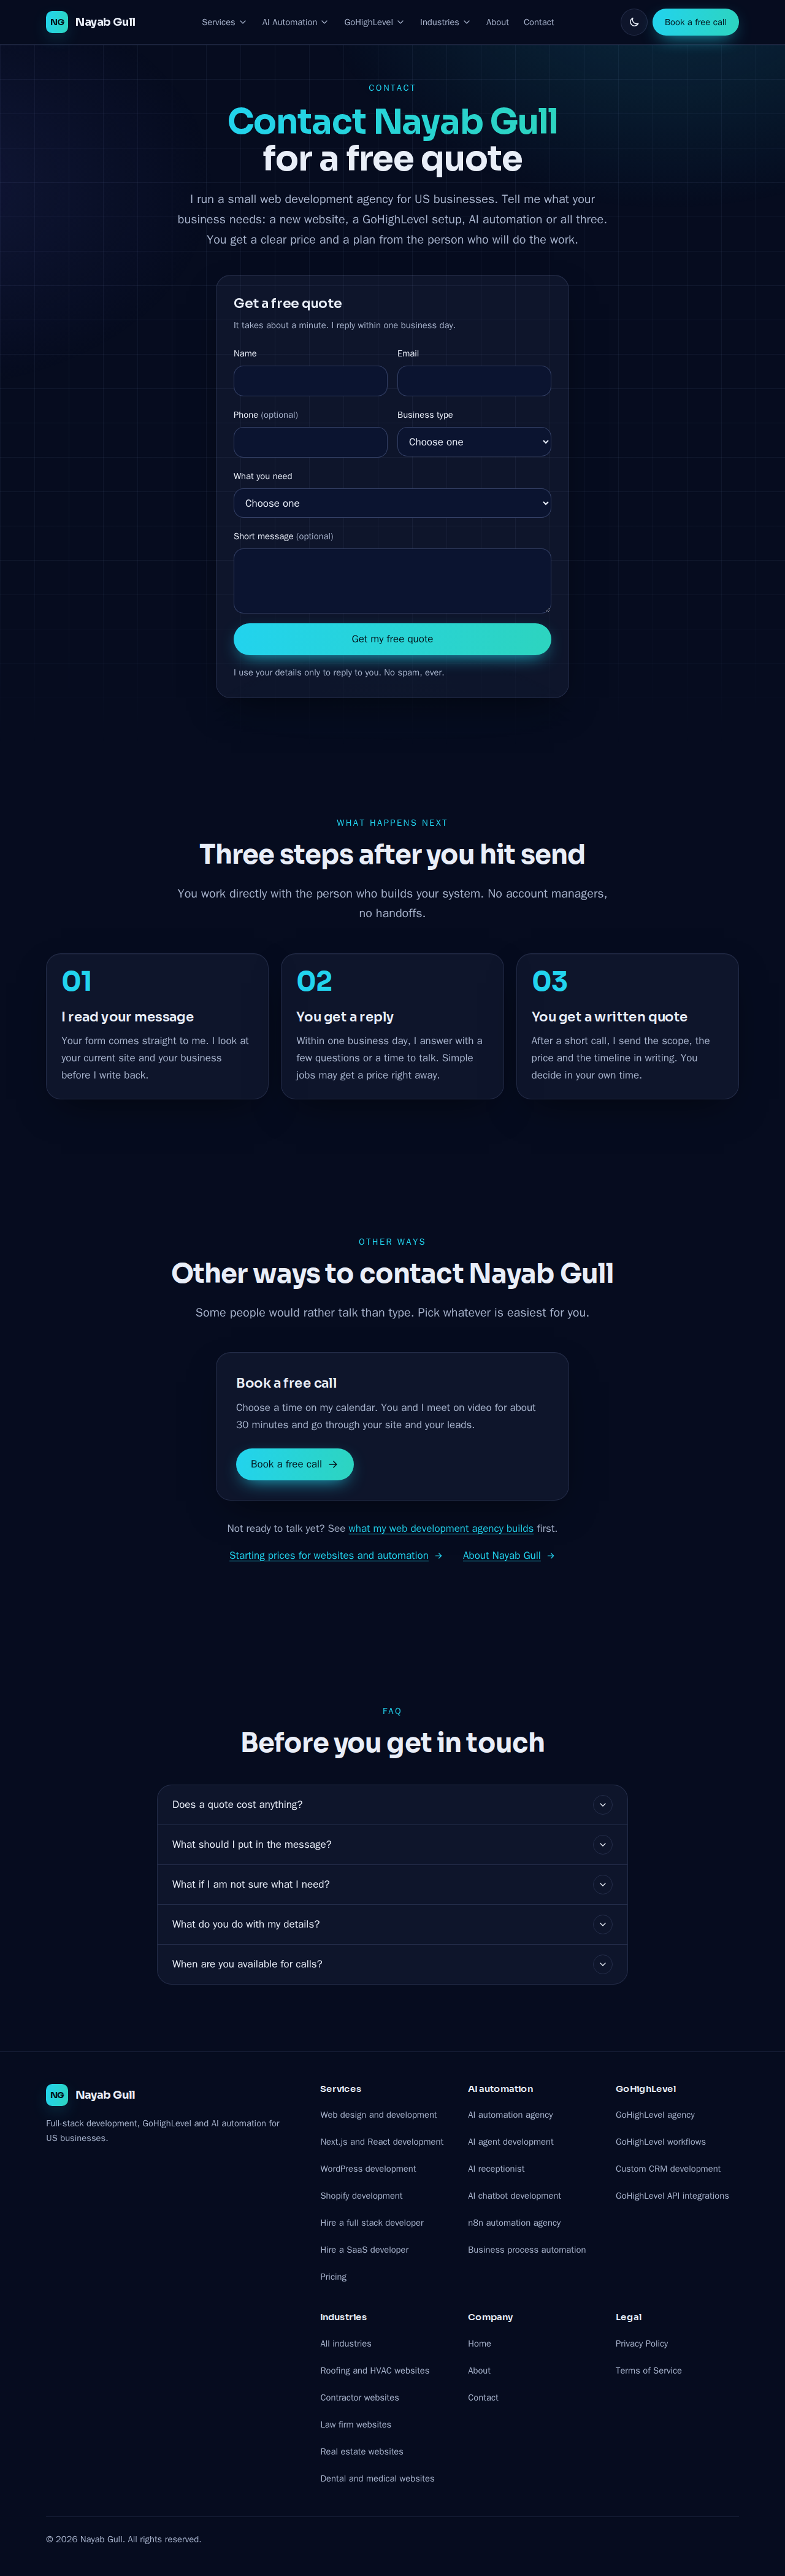 NG Nayab Gull Services AI Automation GoHighLevel Industries About Contact Book a free call
CONTACT
Contact Nayab Gull
for a free quote
I run a small web development agency for US businesses. Tell me what your
business needs: a new website, a GoHighLevel setup, AI automation or all three.
You get a clear price and a plan from the person who will do the work.
Get a free quote
It takes about a minute. I reply within one business day.
Name Email
Phone (optional) Business type
Choose one
What you need
Choose one
Short message (optional)
Get my free quote
I use your details only to reply to you. No spam, ever.
WHAT HAPPENS NEXT
Three steps after you hit send
You work directly with the person who builds your system. No account managers,
no handoffs.
01
I read your message
Your form comes straight to me. I look at
your current site and your business
before I write back.
02
You get a reply
Within one business day, I answer with a
few questions or a time to talk. Simple
jobs may get a price right away.
03
You get a written quote
After a short call, I send the scope, the
price and the timeline in writing. You
decide in your own time.
OTHER WAYS
Other ways to contact Nayab Gull
Some people would rather talk than type. Pick whatever is easiest for you.
Book a free call
Choose a time on my calendar. You and I meet on video for about
30 minutes and go through your site and your leads.
Book a free call →
Not ready to talk yet? See what my web development agency builds first.
Starting prices for websites and automation → About Nayab Gull →
FAQ
Before you get in touch
Does a quote cost anything?
What should I put in the message?
What if I am not sure what I need?
What do you do with my details?
When are you available for calls?
NG Nayab Gull
Full-stack development, GoHighLevel and AI automation for
US businesses.
Services
Web design and development
Next.js and React development
WordPress development
Shopify development
Hire a full stack developer
Hire a SaaS developer
Pricing
AI automation
AI automation agency
AI agent development
AI receptionist
AI chatbot development
n8n automation agency
Business process automation
GoHighLevel
GoHighLevel agency
GoHighLevel workflows
Custom CRM development
GoHighLevel API integrations
Industries
All industries
Roofing and HVAC websites
Contractor websites
Law firm websites
Real estate websites
Dental and medical websites
Company
Home
About
Contact
Legal
Privacy Policy
Terms of Service
© 2026 Nayab Gull. All rights reserved.